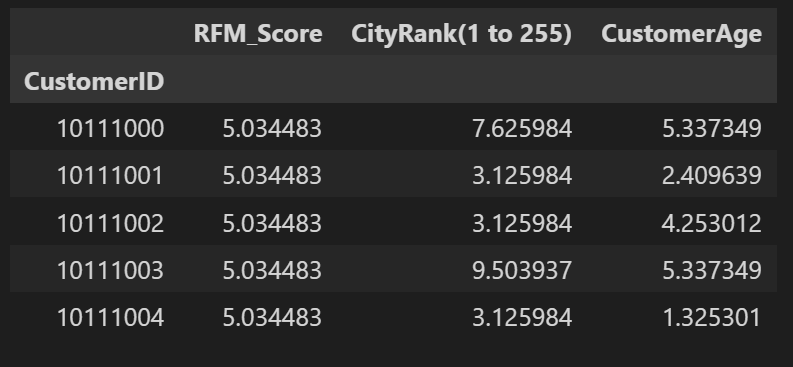 RFM_Score CityRank(1 to 255) CustomerAge
CustomerID
10111000 5.034483 7.625984 5.337349
10111001 5.034483 3.125984 2.409639
10111002 5.034483 3.125984 4.253012
10111003 5.034483 9.503937 5.337349
10111004 5.034483 3.125984 1.325301